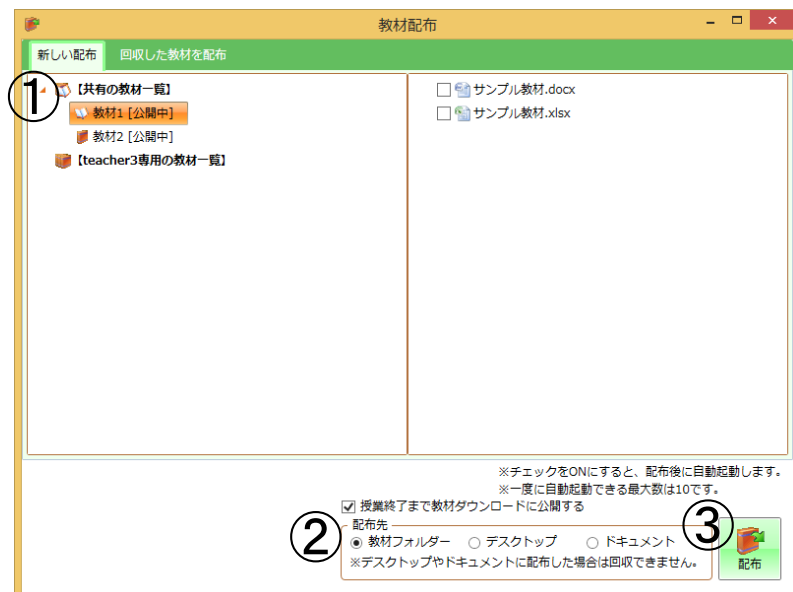 教材配布
新しい配布 回収した教材を配布
①
【共有の教材一覧】
教材1 [公開中]
教材2 [公開中]
【teacher3専用の教材一覧】
サンプル教材.docx
サンプル教材.xlsx
※チェックをONにすると、配布後に自動起動します。
※一度に自動起動できる最大数は10です。
授業終了まで教材ダウンロードに公開する
②
配布先
教材フォルダー デスクトップ ドキュメント
※デスクトップやドキュメントに配布した場合は回収できません。
③
配布